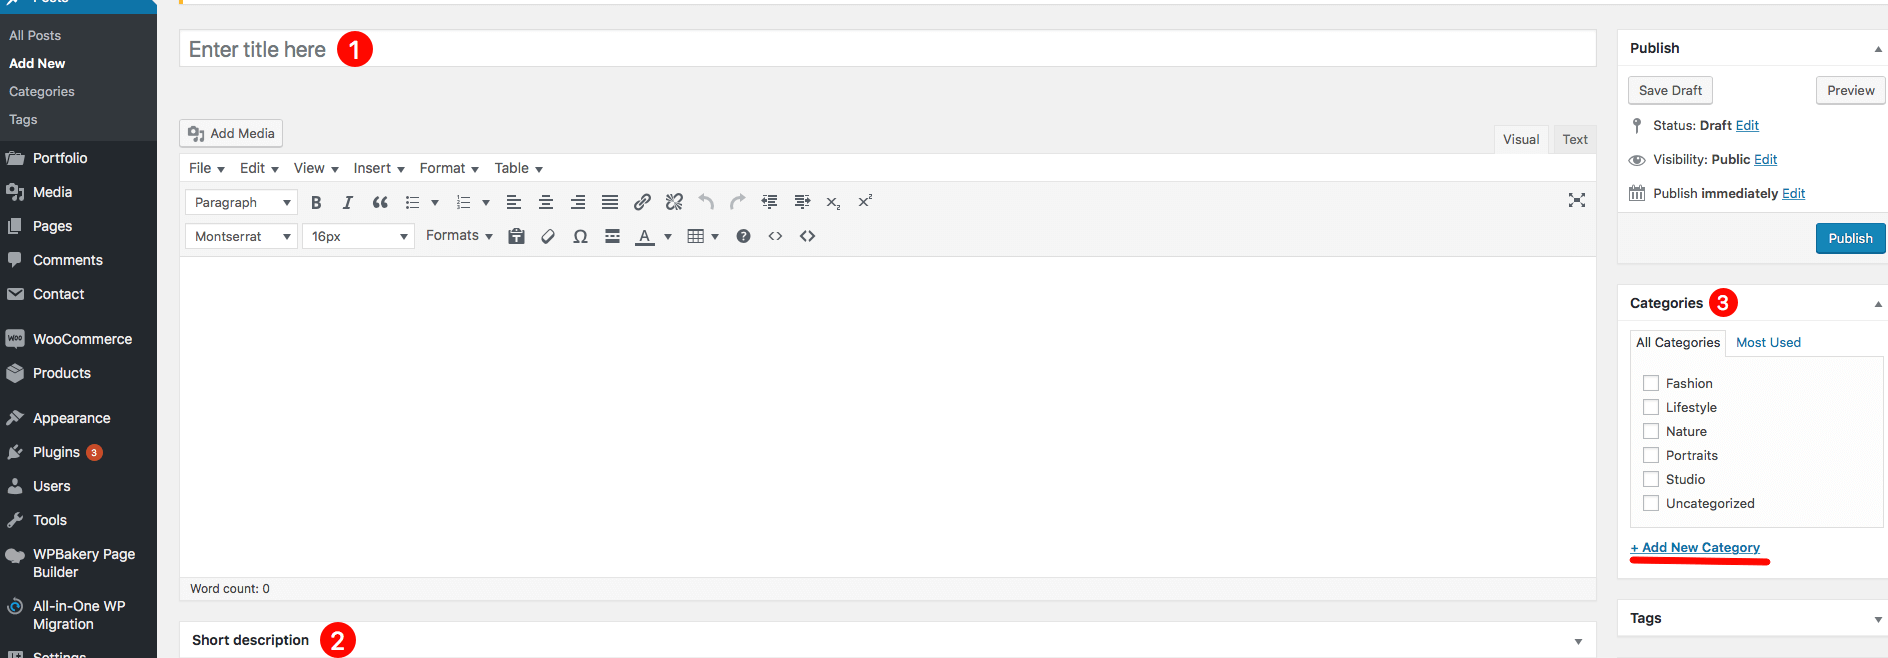 Posts
All Posts
Add New
Categories
Tags
Portfolio
Media
Pages
Comments
Contact
WooCommerce
Products
Appearance
Plugins 3
Users
Tools
WPBakery Page
Builder
All-in-One WP
Migration
Settings
Enter title here 1
Add Media
Visual Text
File Edit View Insert Format Table
Paragraph
Montserrat 16px Formats
Word count: 0
Short description 2
Publish
Save Draft Preview
Status: Draft Edit
Visibility: Public Edit
Publish immediately Edit
Publish
Categories 3
All Categories Most Used
Fashion
Lifestyle
Nature
Portraits
Studio
Uncategorized
+ Add New Category
Tags